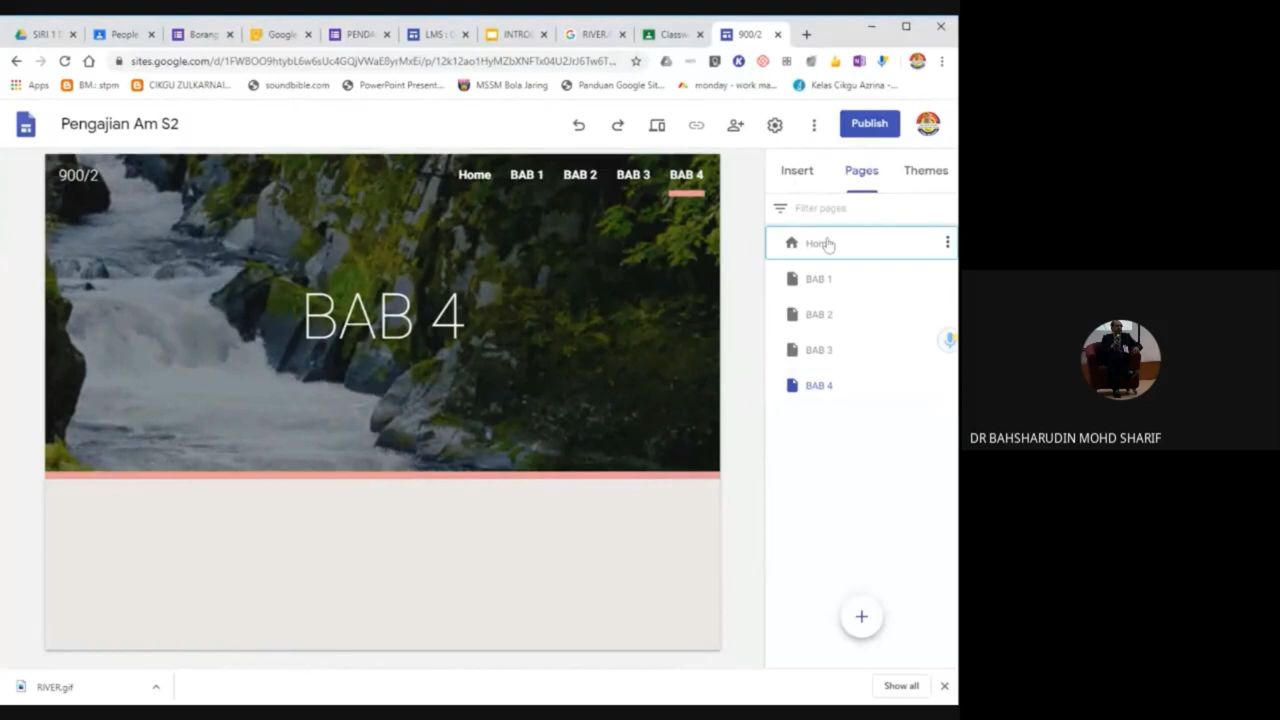 SIRI 1
People
Borang
Google
PENDA
LMS : C
INTRO
RIVER.
Classw
900/2
sites.google.com/d/1FWBOO9htybL6w6sUc4GQjVWaE8yrMxEi/p/12k12ao1HyMZbXNFTx04U2JrJ6Tw6T...
Apps
BM.: stpm
CIKGU ZULKARNAI...
soundbible.com
PowerPoint Present...
MSSM Bola Jaring
Panduan Google Sit...
monday - work ma...
Kelas Cikgu Azrina -...
Pengajian Am S2
Publish
900/2
Home BAB 1 BAB 2 BAB 3 BAB 4
BAB 4
Insert Pages Themes
Filter pages
Home
BAB 1
BAB 2
BAB 3
BAB 4
DR BAHSHARUDIN MOHD SHARIF
RIVER.gif
Show all